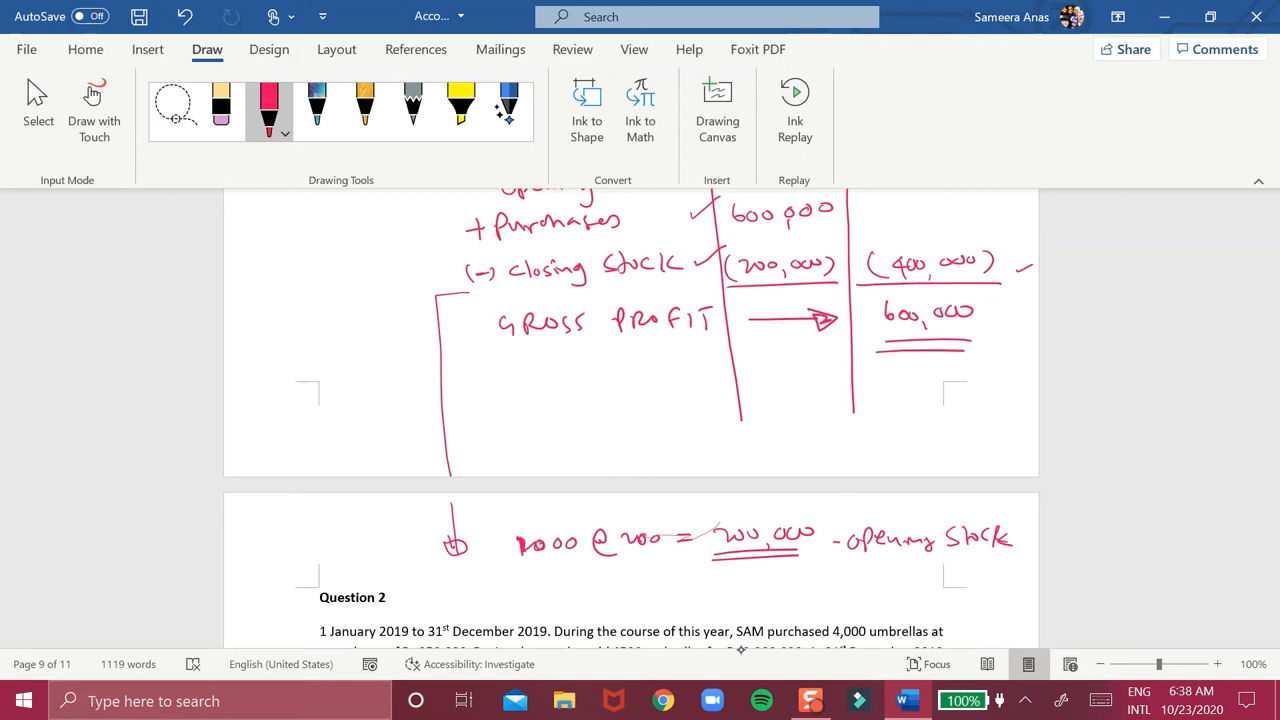 AutoSave Off
Acco...
Search
Sameera Anas
File Home Insert Draw Design Layout References Mailings Review View Help Foxit PDF Share Comments
Select
Draw with Touch
Ink to Shape
Ink to Math
Drawing Canvas
Ink Replay
Input Mode Drawing Tools Convert Insert Replay
+ Purchases 600,000
(-) closing stock (200,000) (400,000)
GROSS PROFIT 600,000
1000 @ 200 = 200,000 - opening stock
Question 2
1 January 2019 to 31st December 2019. During the course of this year, SAM purchased 4,000 umbrellas at
Page 9 of 11 1119 words English (United States) Accessibility: Investigate Focus 100%
Type here to search
100%
ENG
INTL
6:38 AM
10/23/2020